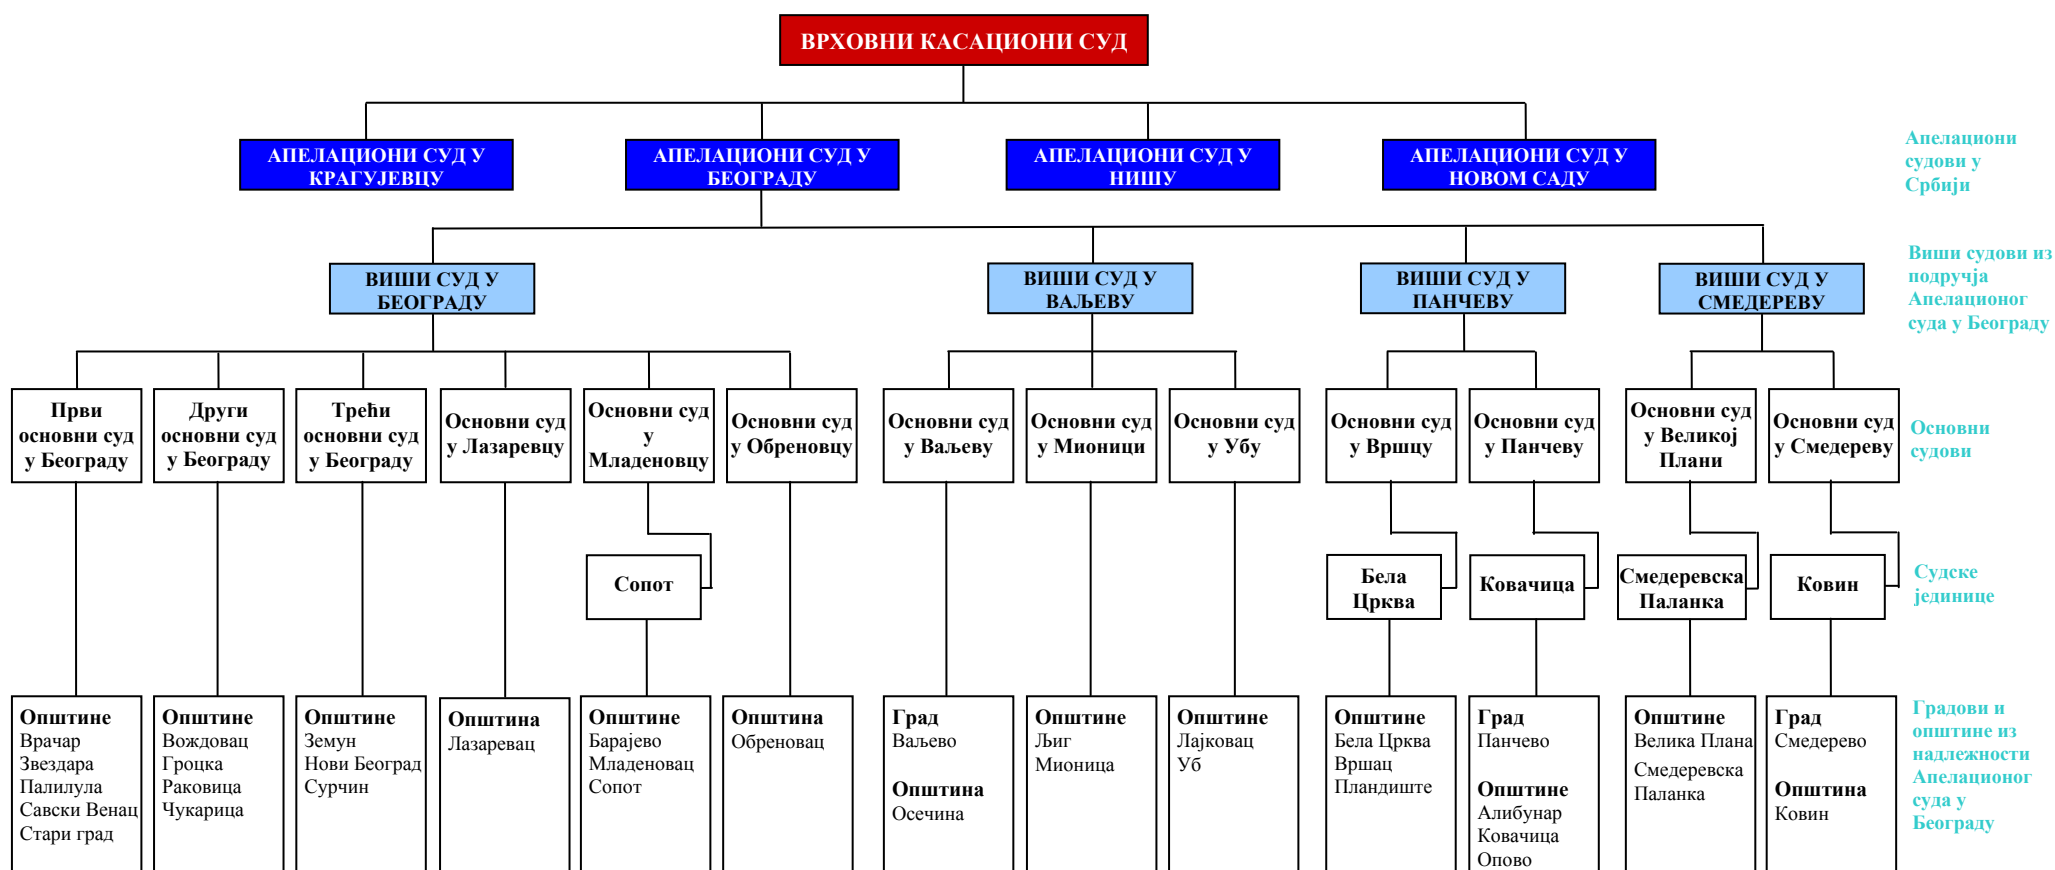 ВРХОВНИ КАСАЦИОНИ СУД
АПЕЛАЦИОНИ СУД У
КРАГУЈЕВЦУ
АПЕЛАЦИОНИ СУД У
БЕОГРАДУ
АПЕЛАЦИОНИ СУД У
НИШУ
АПЕЛАЦИОНИ СУД У
НОВОМ САДУ
Апелациони
судови у
Србији
ВИШИ СУД У
БЕОГРАДУ
ВИШИ СУД У
ВАЉЕВУ
ВИШИ СУД У
ПАНЧЕВУ
ВИШИ СУД У
СМЕДЕРЕВУ
Виши судови из
подручја
Апелационог
суда у Београду
Први
основни суд
у Београду
Други
основни суд
у Београду
Трећи
основни суд
у Београду
Основни суд
у Лазаревцу
Основни суд
у
Младеновцу
Основни суд
у Обреновцу
Основни суд
у Ваљеву
Основни суд
у Мионици
Основни суд
у Убу
Основни суд
у Вршцу
Основни суд
у Панчеву
Основни суд
у Великој
Плани
Основни суд
у Смедереву
Основни
судови
Сопот
Бела
Црква
Ковачица
Смедеревска
Паланка
Ковин
Судске
јединице
Општине
Врачар
Звездара
Палилула
Савски Венац
Стари град
Општине
Вождовац
Гроцка
Раковица
Чукарица
Општине
Земун
Нови Београд
Сурчин
Општина
Лазаревац
Општине
Барајево
Младеновац
Сопот
Општина
Обреновац
Град
Ваљево
Општина
Осечина
Општине
Љиг
Мионица
Општине
Лајковац
Уб
Општине
Бела Црква
Вршац
Пландиште
Град
Панчево
Општине
Алибунар
Ковачица
Опово
Општине
Велика Плана
Смедеревска
Паланка
Град
Смедерево
Општина
Ковин
Градови и
општине из
надлежности
Апелационог
суда у
Београду